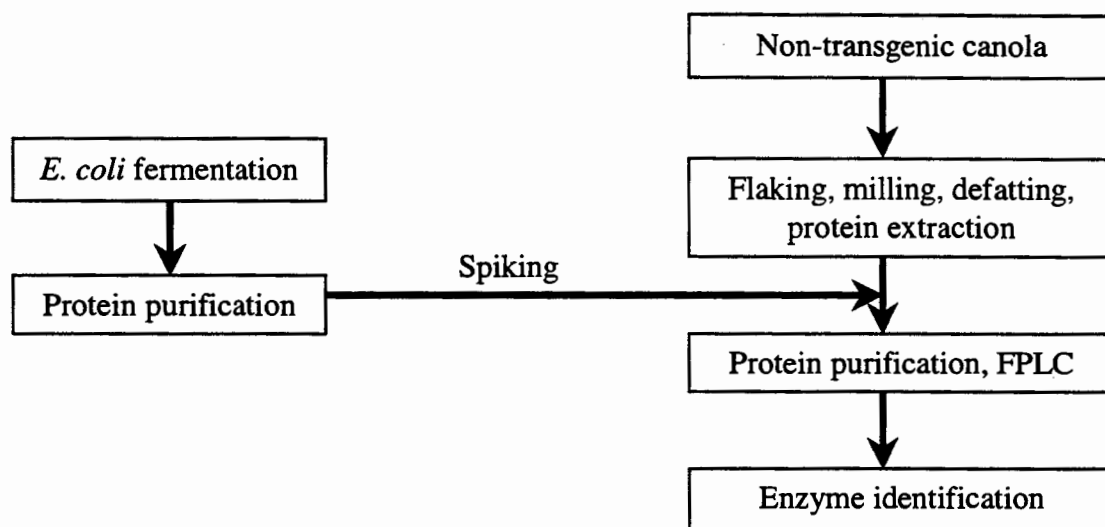 Non-transgenic canola
E. coli fermentation
Flaking, milling, defatting,
protein extraction
Spiking
Protein purification
Protein purification, FPLC
Enzyme identification